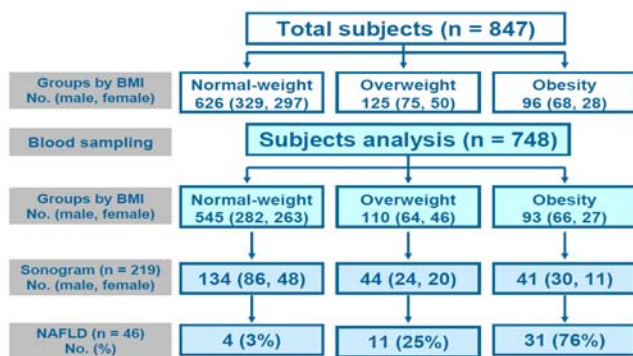 Total subjects (n = 847)
Groups by BMI
No. (male, female)
Normal-weight
626 (329, 297)
Overweight
125 (75, 50)
Obesity
96 (68, 28)
Blood sampling
Subjects analysis (n = 748)
Groups by BMI
No. (male, female)
Normal-weight
545 (282, 263)
Overweight
110 (64, 46)
Obesity
93 (66, 27)
Sonogram (n = 219)
No. (male, female)
134 (86, 48)
44 (24, 20)
41 (30, 11)
NAFLD (n = 46)
No. (%)
4 (3%)
11 (25%)
31 (76%)